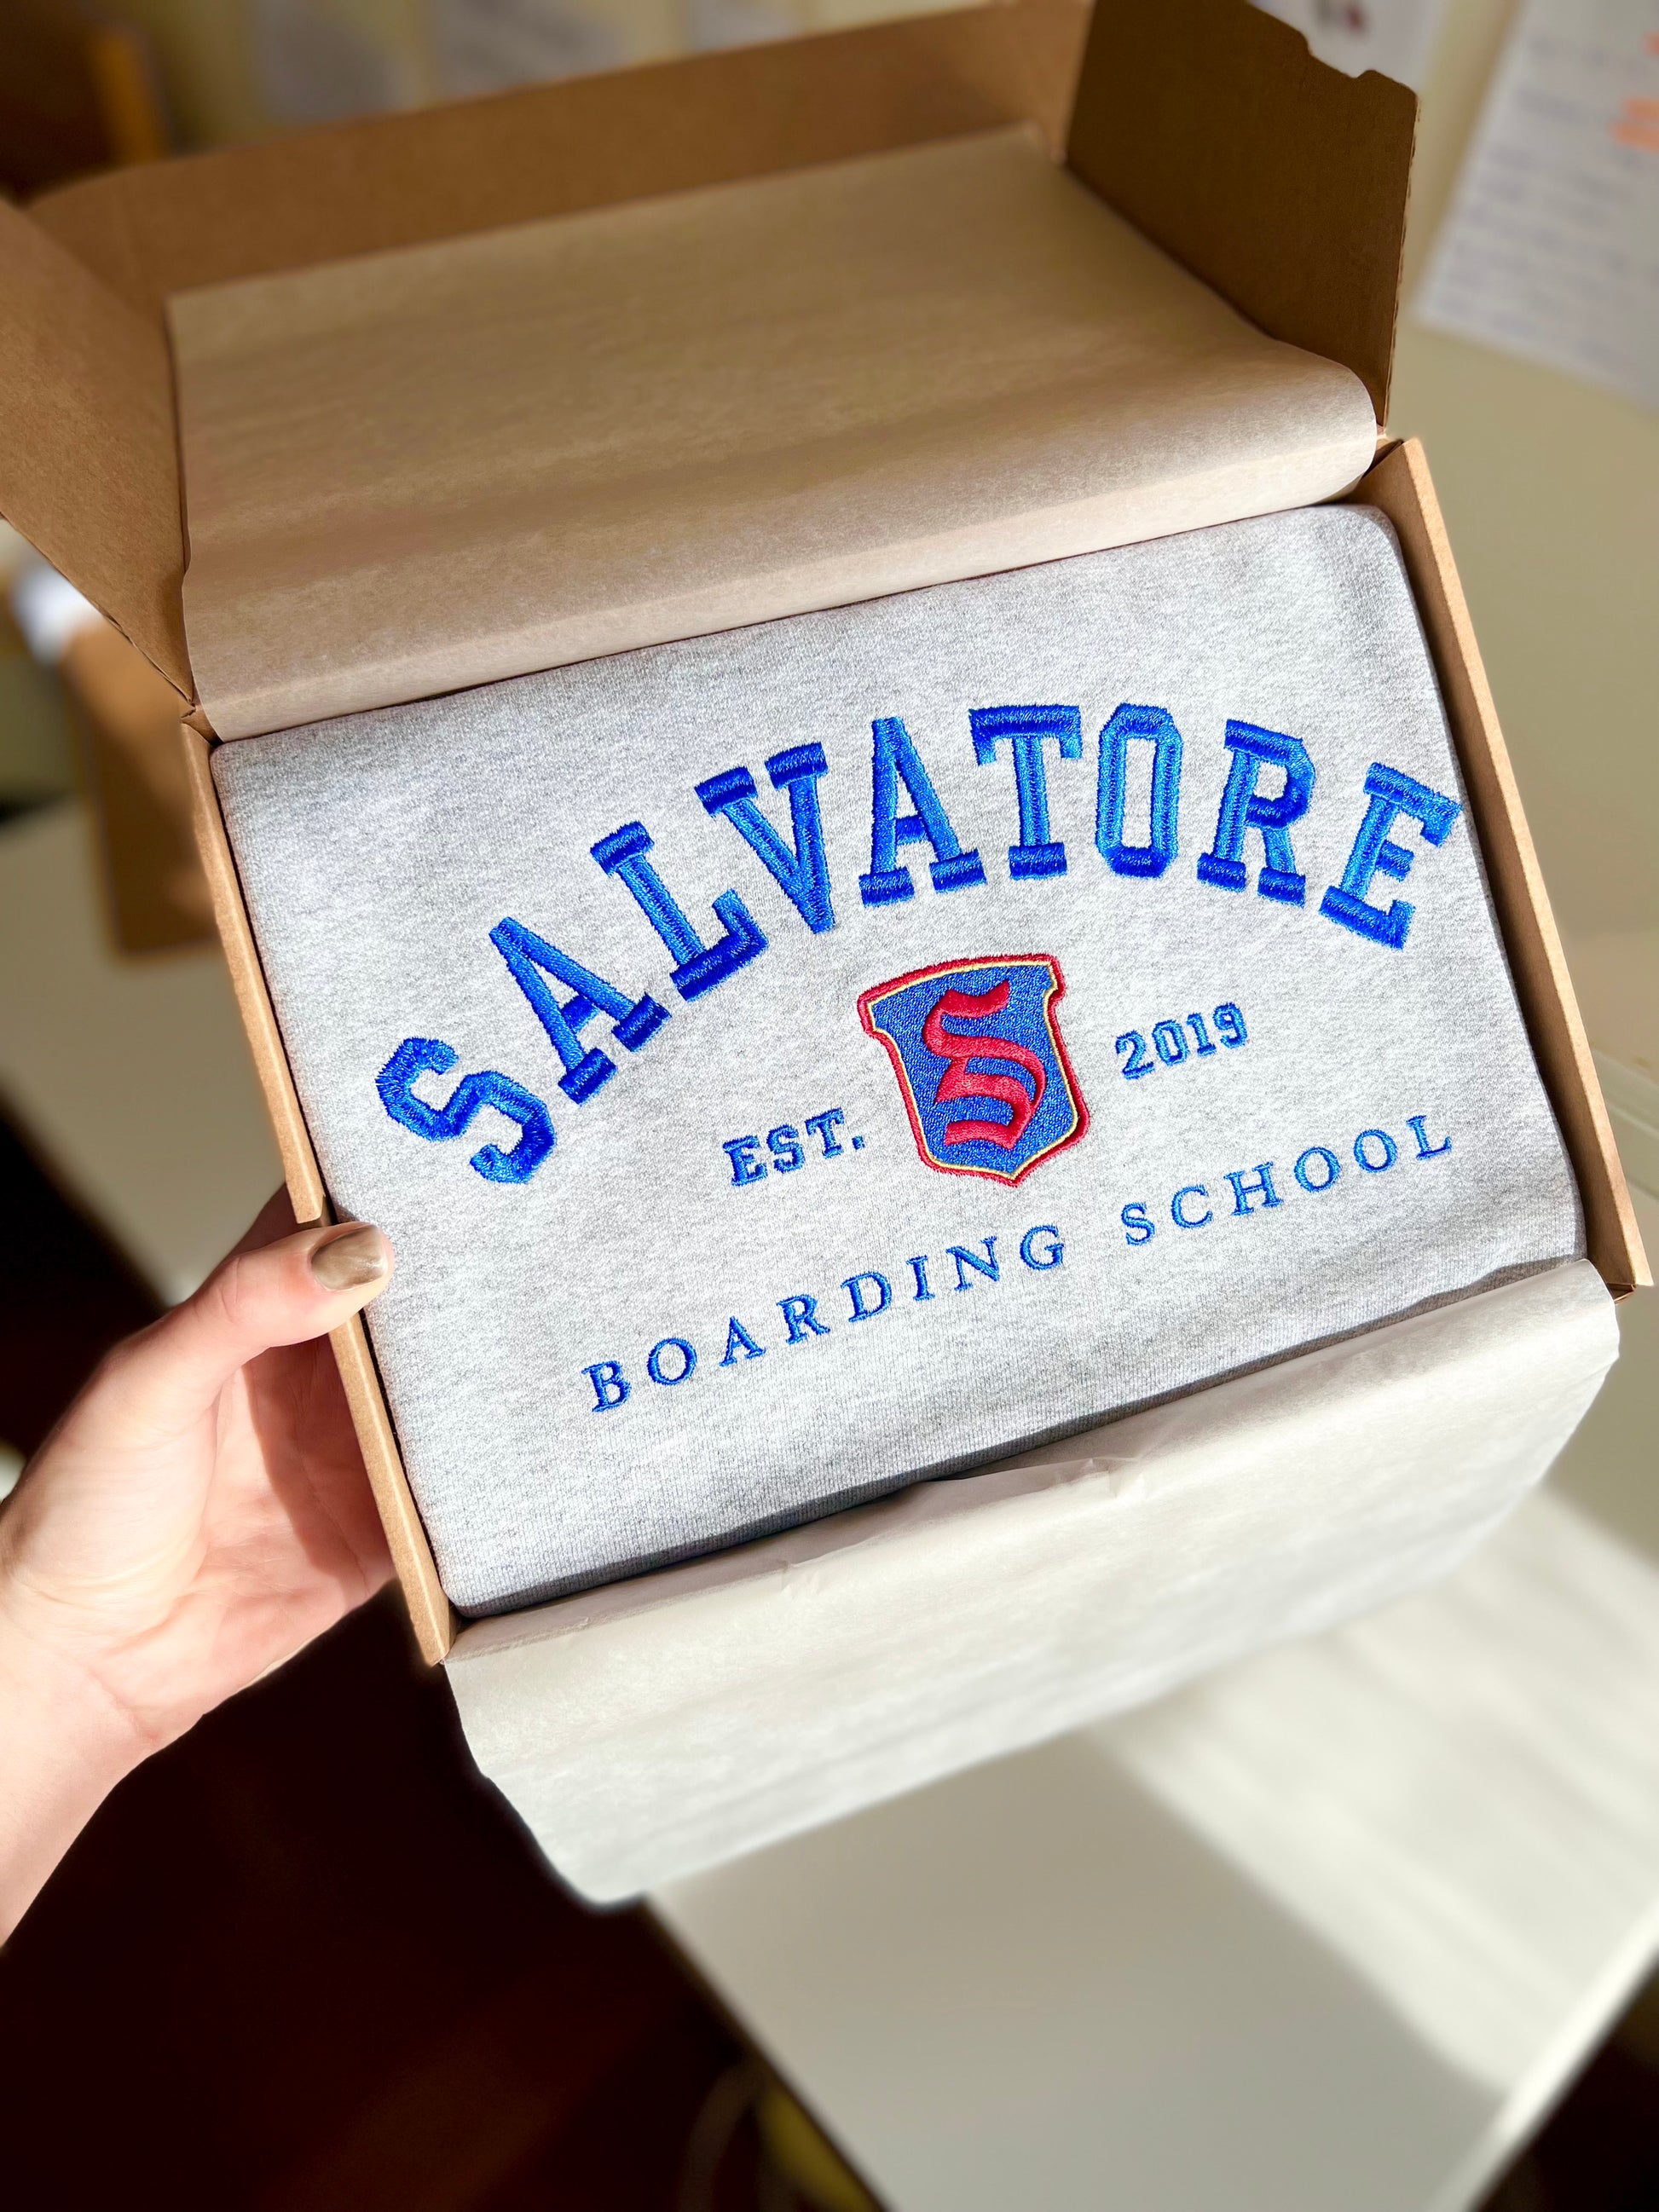 SALVATORE
EST. S 2019
BOARDING SCHOOL